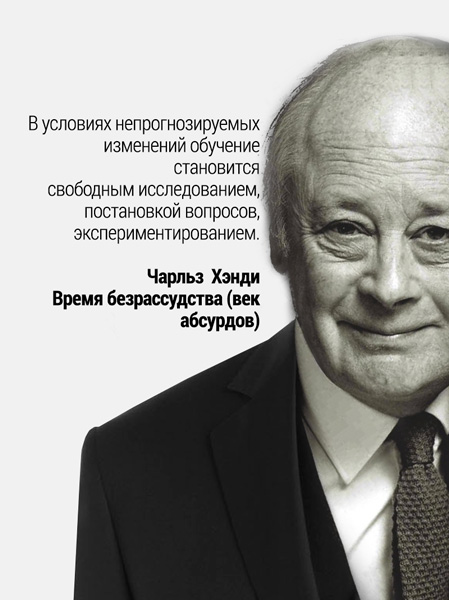 В условиях непрогнозируемых
изменений обучение
становится
свободным исследованием,
постановкой вопросов,
экспериментированием.
Чарльз Хэнди
Время безрассудства (век
абсурдов)